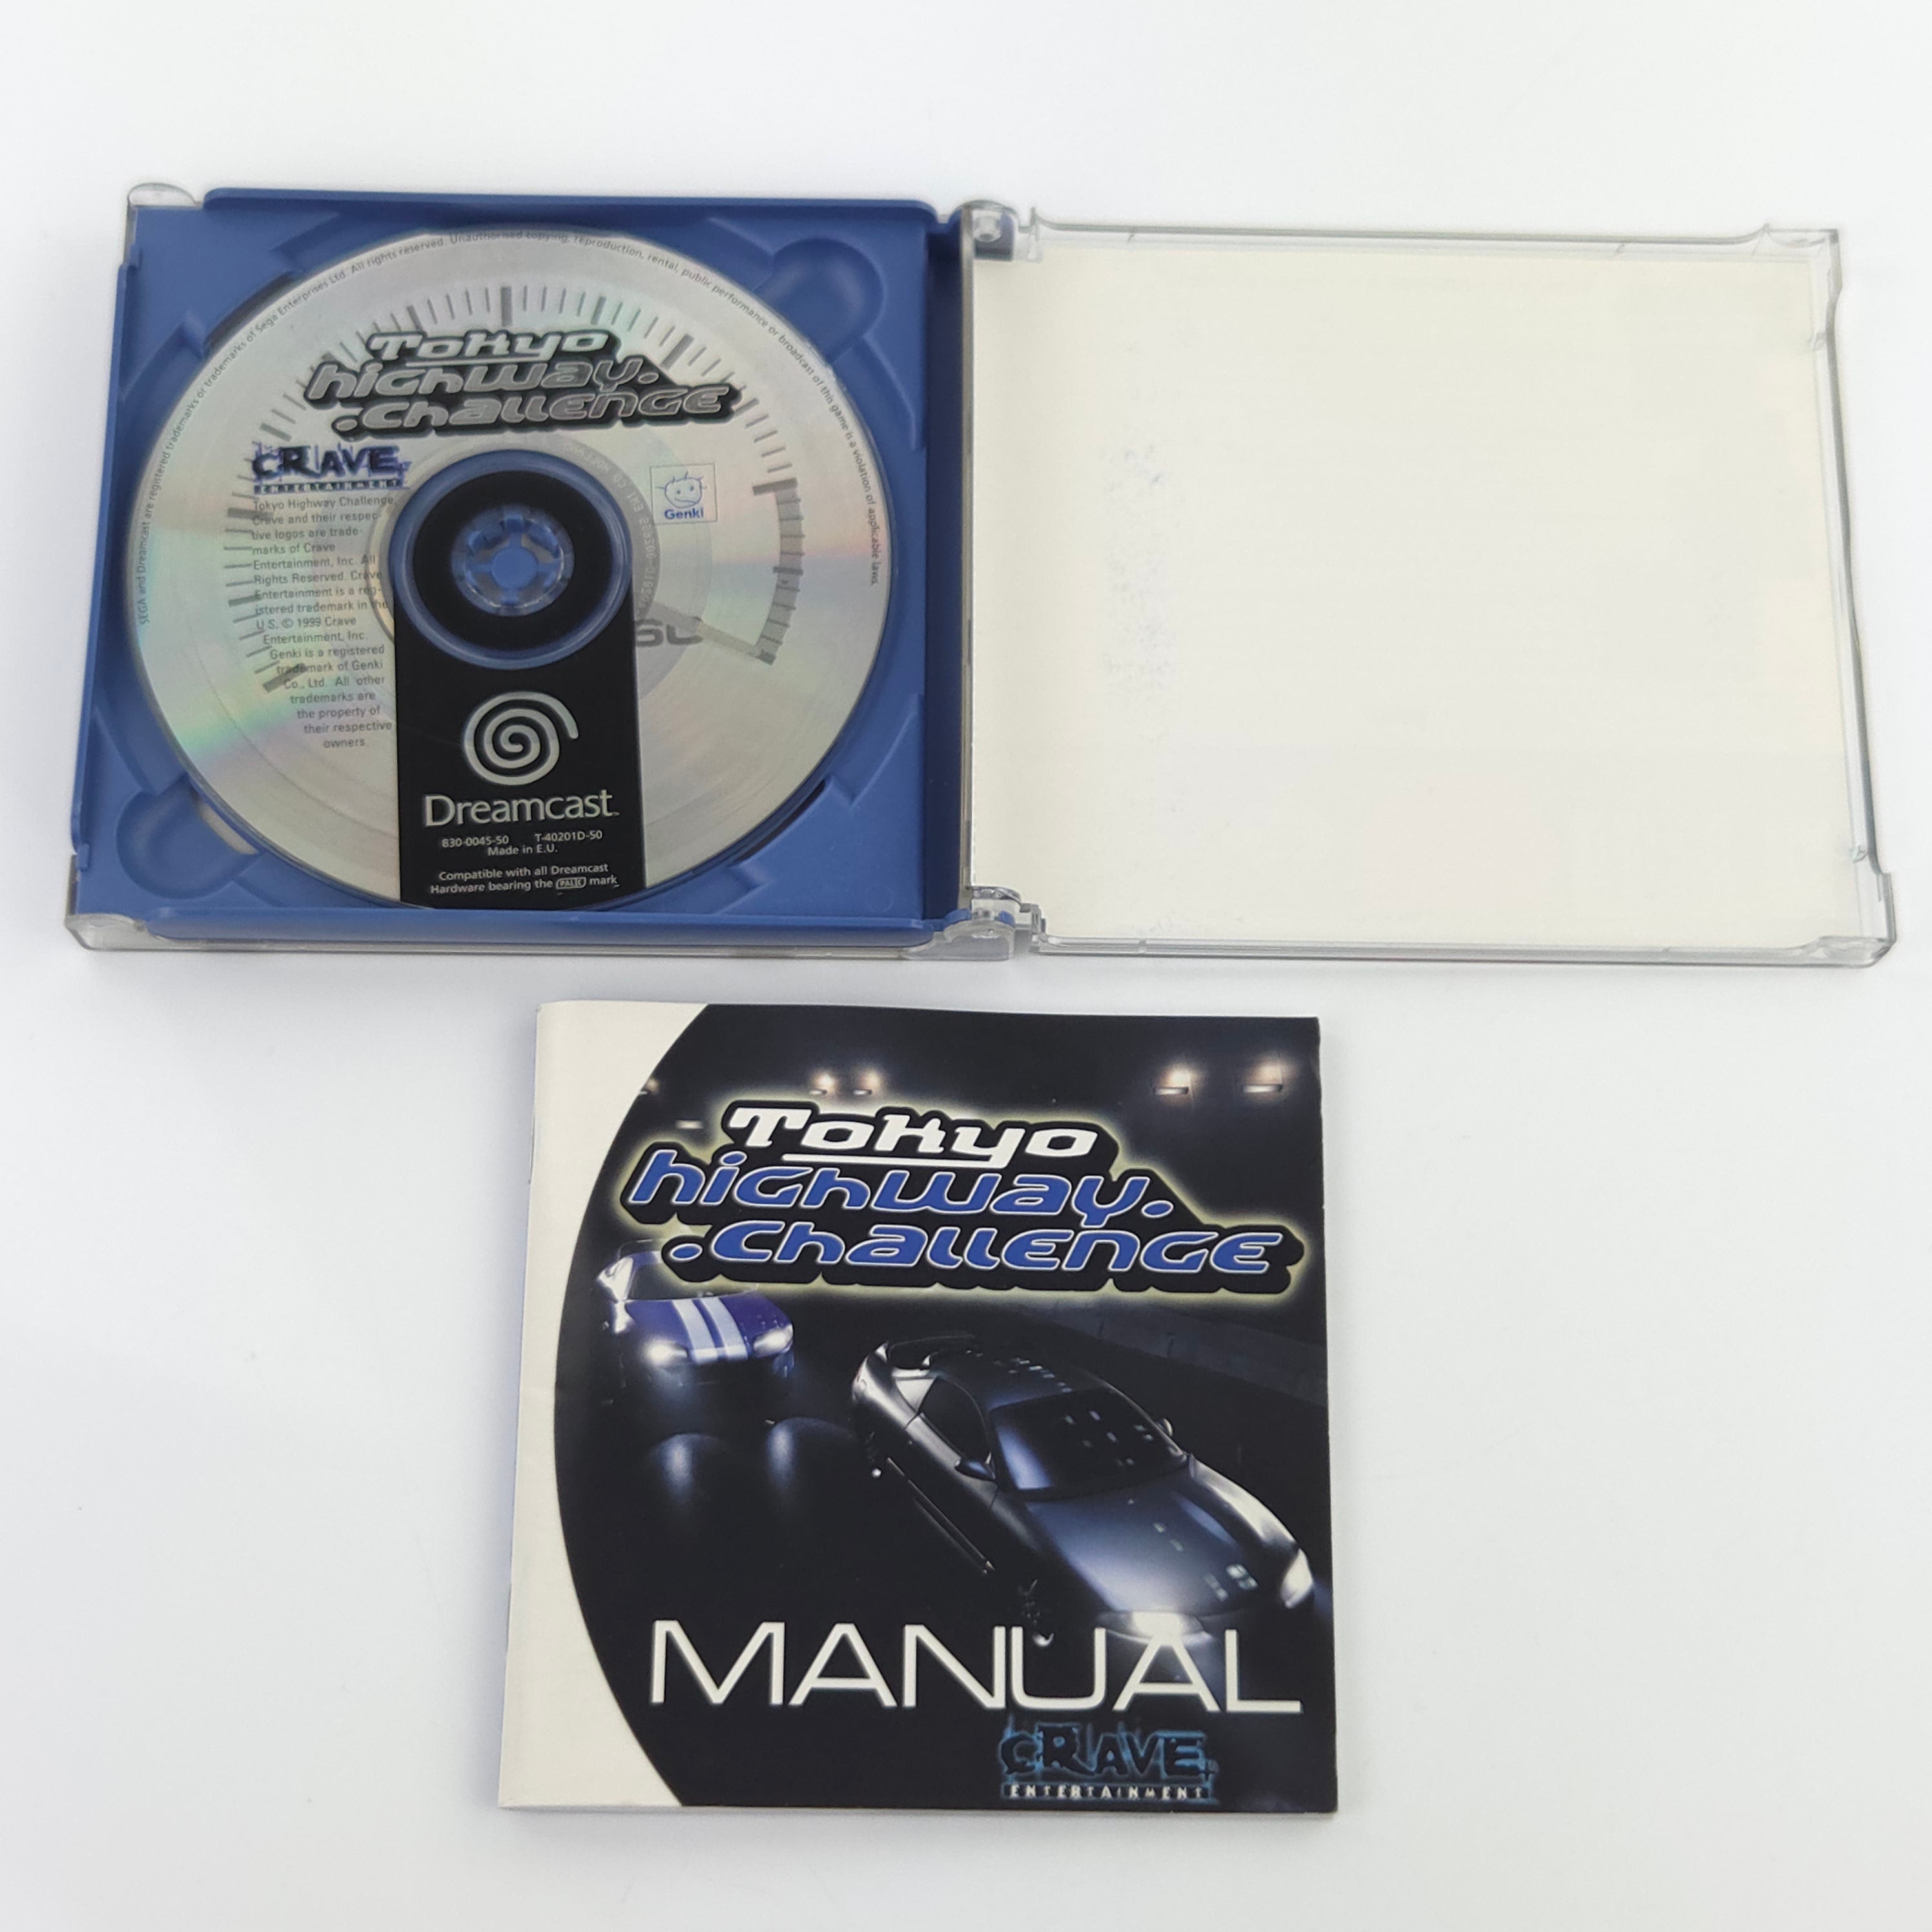 SEGA and Dreamcast are registered trademarks or trademarks of Sega Enterprises Ltd. All rights reserved. Unauthorised copying, reproduction, rental, public performance or broadcast of this game is a violation of applicable laws.
Tokyo
highway.
.Challenge
CRAVE
ENTERTAINMENT
Genki
Tokyo Highway Challenge,
Crave and their respec-
tive logos are trade-
marks of Crave
Entertainment, Inc. All
Rights Reserved. Crave
Entertainment is a reg-
istered trademark in the
U.S. © 1999 Crave
Entertainment, Inc.
Genki is a registered
trademark of Genki
Co., Ltd. All other
trademarks are
the property of
their respective
owners.
Dreamcast™
830-0045-50 T-40201D-50
Made in E.U.
Compatible with all Dreamcast
Hardware bearing the PAL/E mark
Tokyo
highway.
.Challenge
MANUAL
CRAVE
ENTERTAINMENT